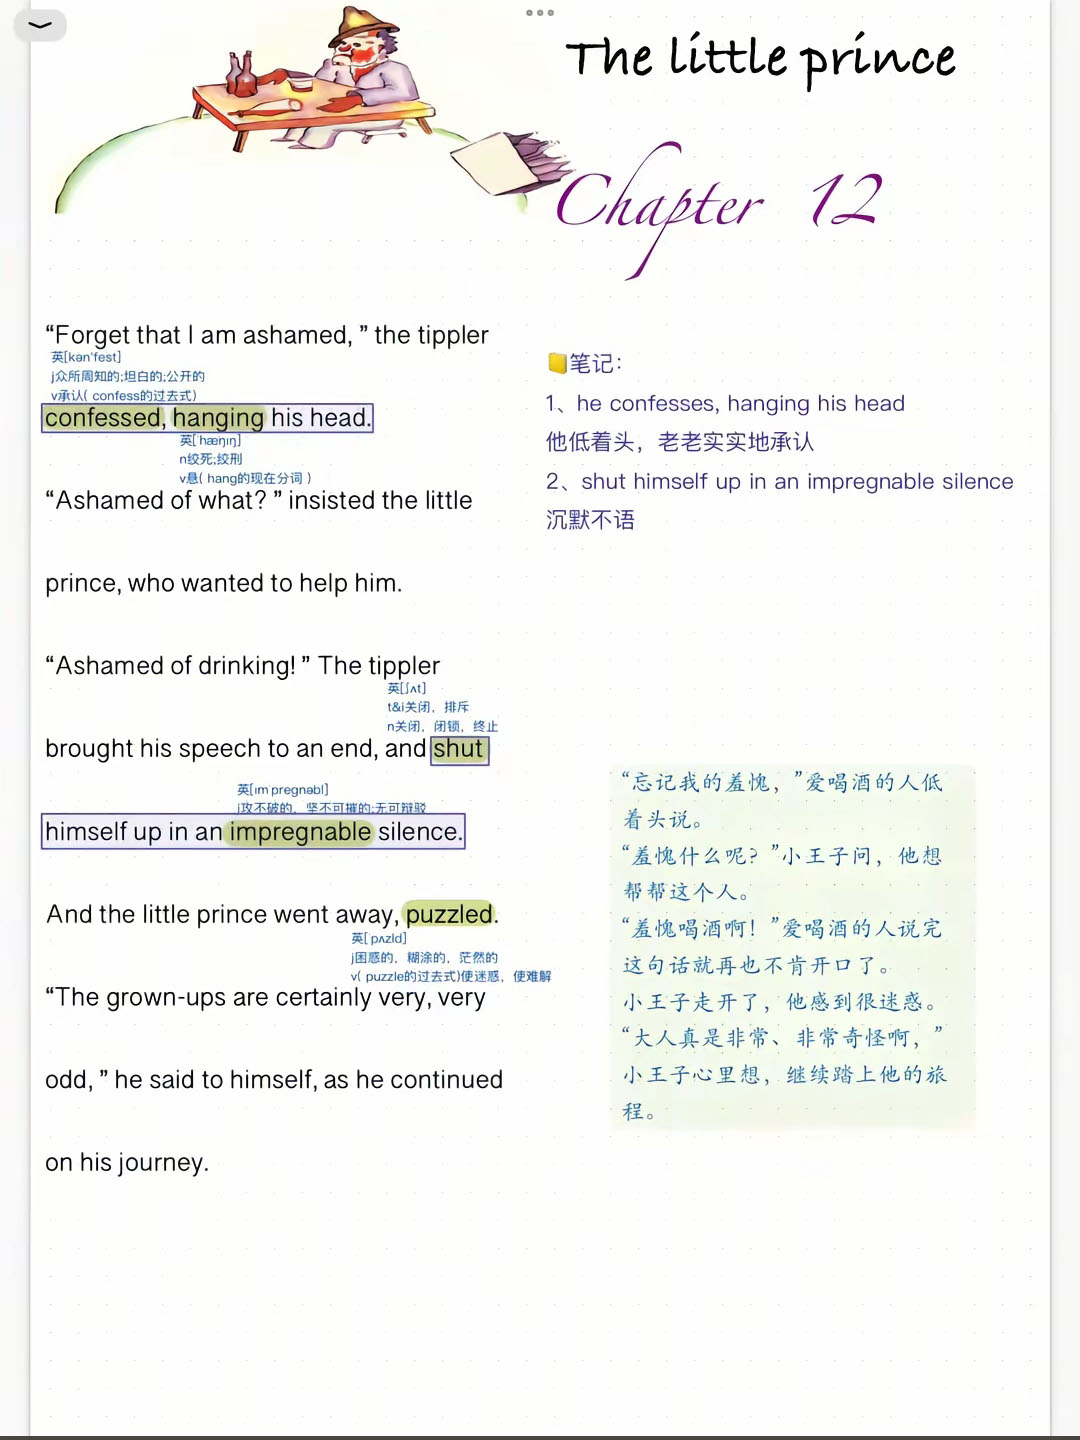 The little prince
Chapter 12
“Forget that I am ashamed, ” the tippler
英[kən'fest]
j众所周知的;坦白的;公开的
v承认( confess的过去式)
confessed, hanging his head.
英['hæŋɪŋ]
n绞死;绞刑
v悬( hang的现在分词 )
“Ashamed of what? ” insisted the little
prince, who wanted to help him.
“Ashamed of drinking! ” The tippler
英[ʃʌt]
t&i关闭，排斥
n关闭，闭锁，终止
brought his speech to an end, and shut
英[ɪmˈpregnəbl]
j攻不破的，坚不可摧的;无可辩驳
himself up in an impregnable silence.
And the little prince went away, puzzled.
英[ˈpʌzld]
j困惑的，糊涂的，茫然的
v( puzzle的过去式)使迷惑，使难解
“The grown-ups are certainly very, very
odd, ” he said to himself, as he continued
on his journey.
笔记：
1、he confesses, hanging his head
他低着头，老老实实地承认
2、shut himself up in an impregnable silence
沉默不语
“忘记我的羞愧，”爱喝酒的人低
着头说。
“羞愧什么呢？”小王子问，他想
帮帮这个人。
“羞愧喝酒啊！”爱喝酒的人说完
这句话就再也不肯开口了。
小王子走开了，他感到很迷惑。
“大人真是非常、非常奇怪啊，”
小王子心里想，继续踏上他的旅
程。